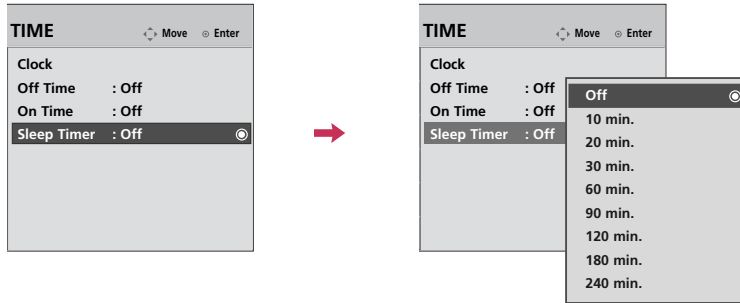 TIME Move Enter
Clock
Off Time : Off
On Time : Off
Sleep Timer : Off
TIME Move Enter
Clock
Off Time : Off
On Time : Off
Sleep Timer : Off
Off
10 min.
20 min.
30 min.
60 min.
90 min.
120 min.
180 min.
240 min.